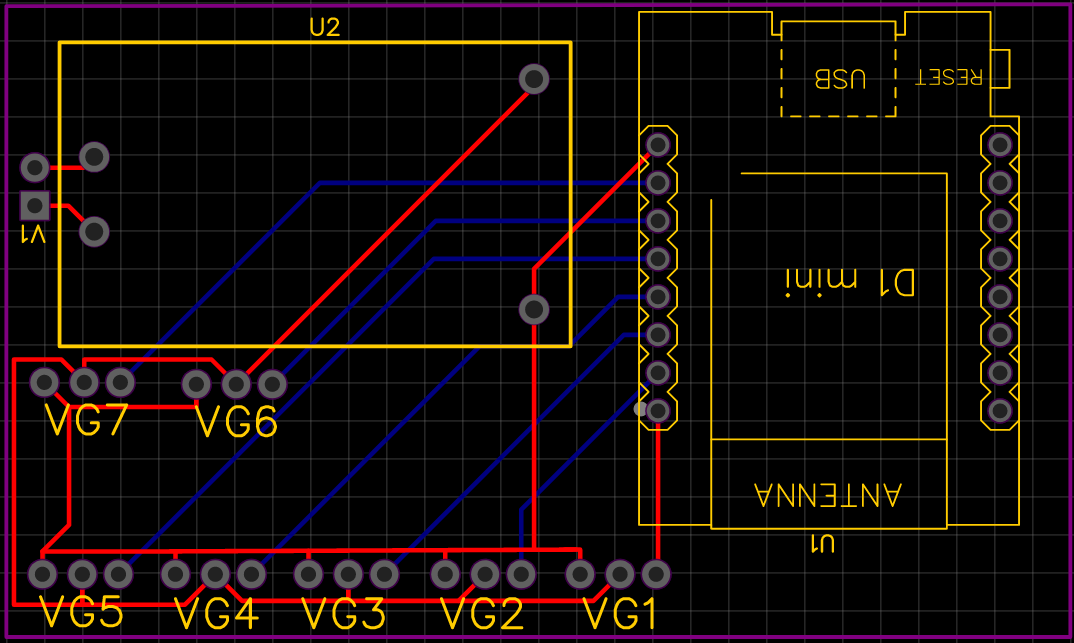 U2
USB
RESET
V1
D1 mini
VG7
VG6
ANTENNA
U1
VG5
VG4
VG3
VG2
VG1